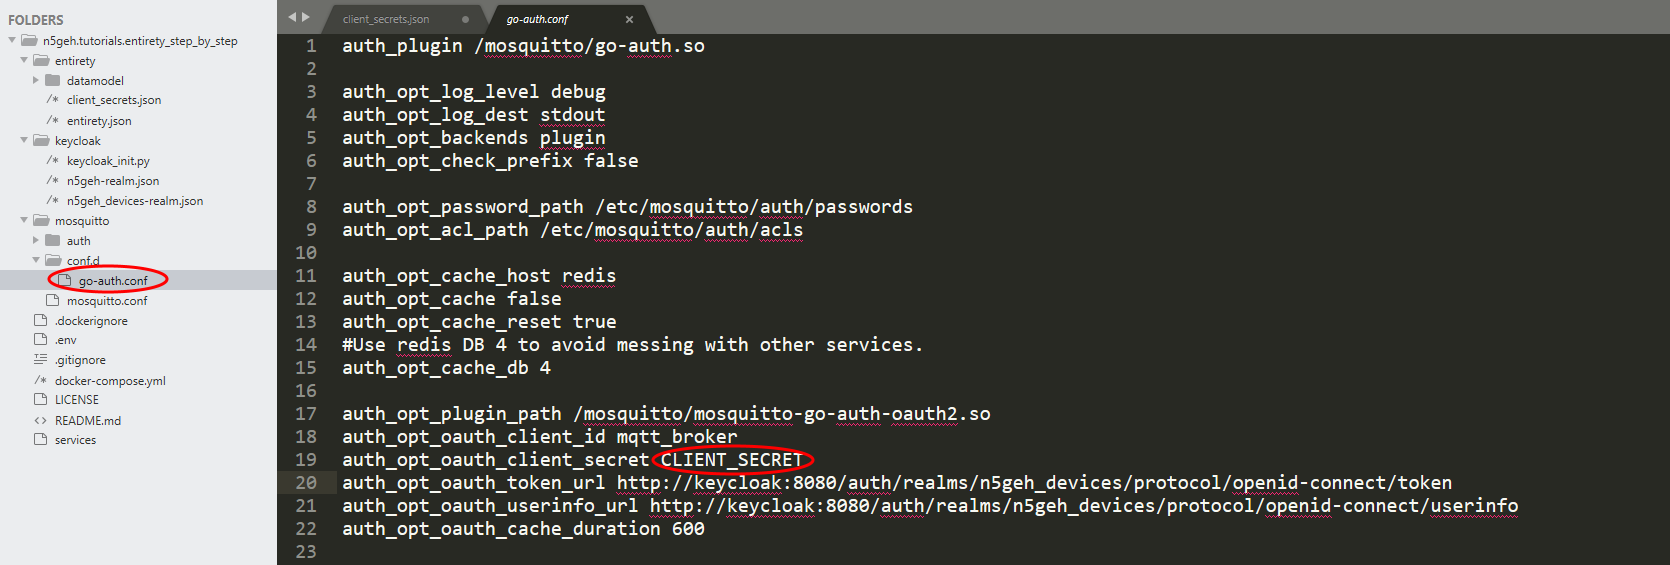 FOLDERS
n5geh.tutorials.entirety_step_by_step
entirety
datamodel
/* client_secrets.json
/* entirety.json
keycloak
/* keycloak_init.py
/* n5geh-realm.json
/* n5geh_devices-realm.json
mosquitto
auth
conf.d
go-auth.conf
mosquitto.conf
.dockerignore
.env
.gitignore
/* docker-compose.yml
LICENSE
<> README.md
services
client_secrets.json
go-auth.conf ×
1 auth_plugin /mosquitto/go-auth.so
2
3 auth_opt_log_level debug
4 auth_opt_log_dest stdout
5 auth_opt_backends plugin
6 auth_opt_check_prefix false
7
8 auth_opt_password_path /etc/mosquitto/auth/passwords
9 auth_opt_acl_path /etc/mosquitto/auth/acls
10
11 auth_opt_cache_host redis
12 auth_opt_cache false
13 auth_opt_cache_reset true
14 #Use redis DB 4 to avoid messing with other services.
15 auth_opt_cache_db 4
16
17 auth_opt_plugin_path /mosquitto/mosquitto-go-auth-oauth2.so
18 auth_opt_oauth_client_id mqtt_broker
19 auth_opt_oauth_client_secret CLIENT_SECRET
20 auth_opt_oauth_token_url http://keycloak:8080/auth/realms/n5geh_devices/protocol/openid-connect/token
21 auth_opt_oauth_userinfo_url http://keycloak:8080/auth/realms/n5geh_devices/protocol/openid-connect/userinfo
22 auth_opt_oauth_cache_duration 600
23